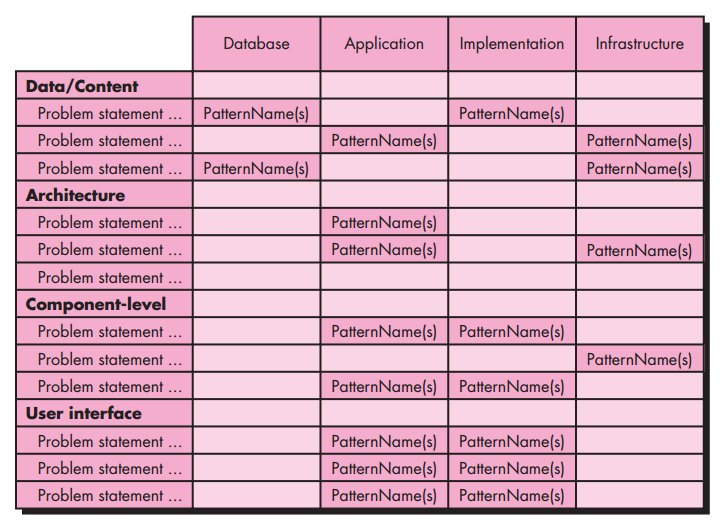 Database Application Implementation Infrastructure
Data/Content
Problem statement ... PatternName(s) PatternName(s)
Problem statement ... PatternName(s) PatternName(s)
Problem statement ... PatternName(s) PatternName(s)
Architecture
Problem statement ... PatternName(s)
Problem statement ... PatternName(s) PatternName(s)
Problem statement ...
Component-level
Problem statement ... PatternName(s) PatternName(s)
Problem statement ... PatternName(s)
Problem statement ... PatternName(s) PatternName(s)
User interface
Problem statement ... PatternName(s) PatternName(s)
Problem statement ... PatternName(s) PatternName(s)
Problem statement ... PatternName(s) PatternName(s)